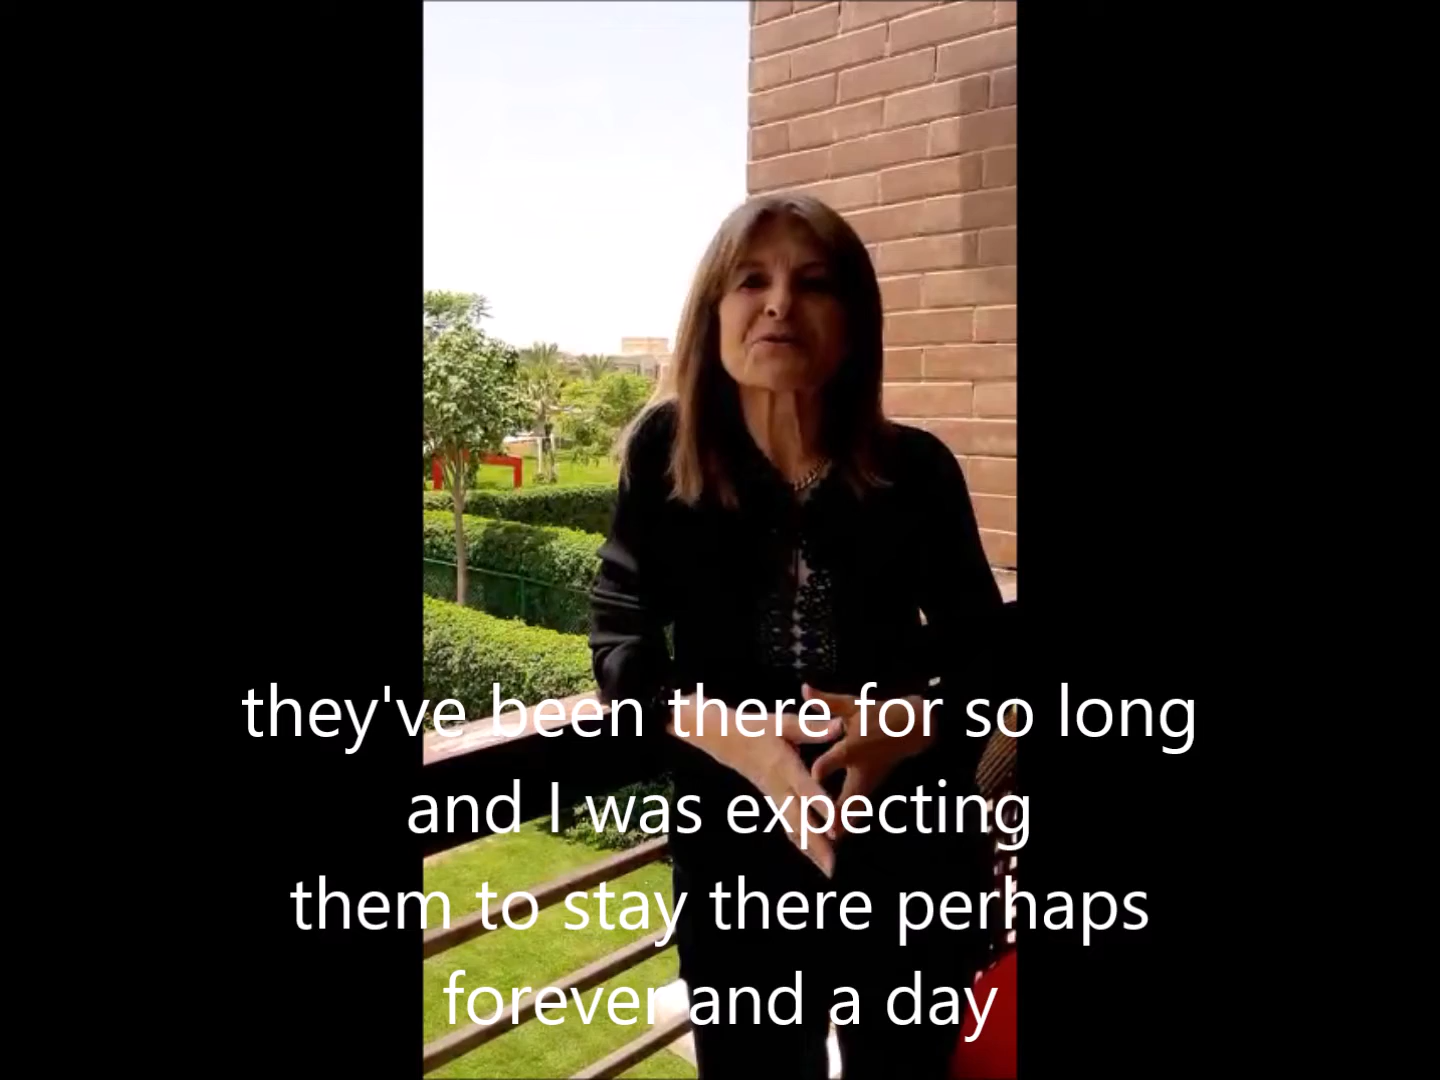 they've been there for so long
and I was expecting
them to stay there perhaps
forever and a day